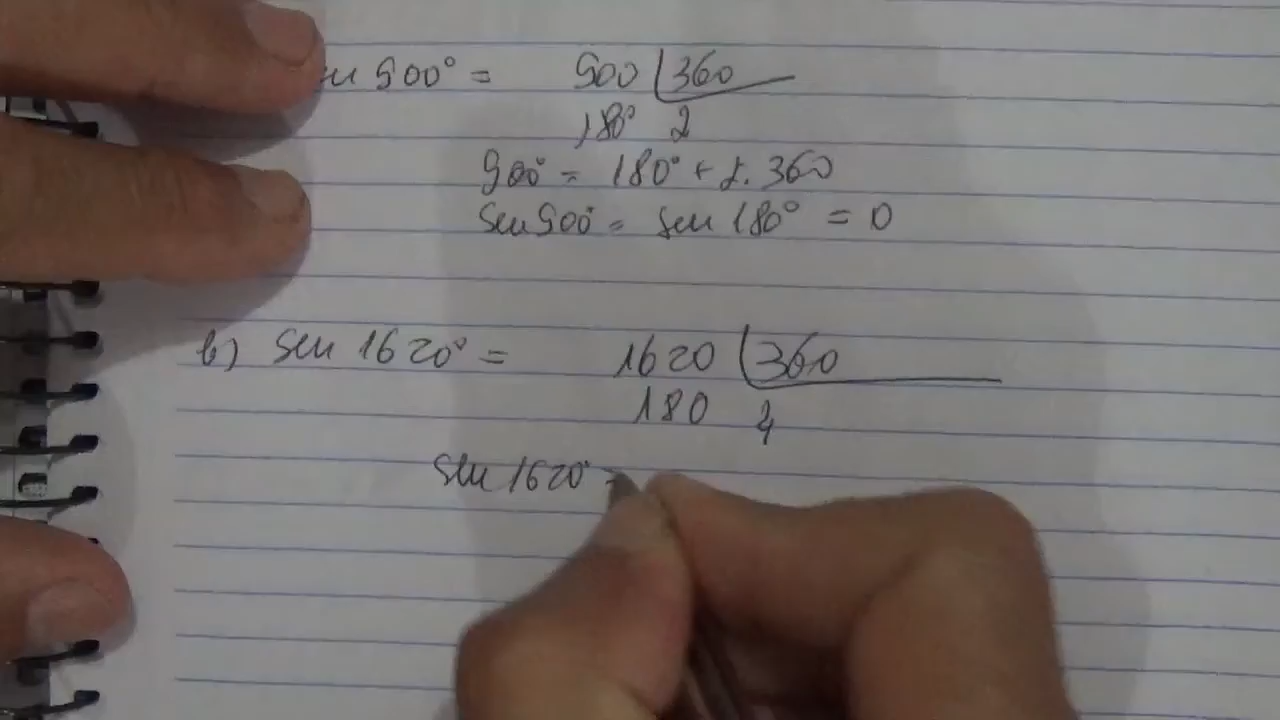 sen 900° = 900 | 360
180° 2
900° = 180° + 2.360
sen 900° = sen 180° = 0
b) sen 1620° = 1620 | 360
180 4
sen 1620° =